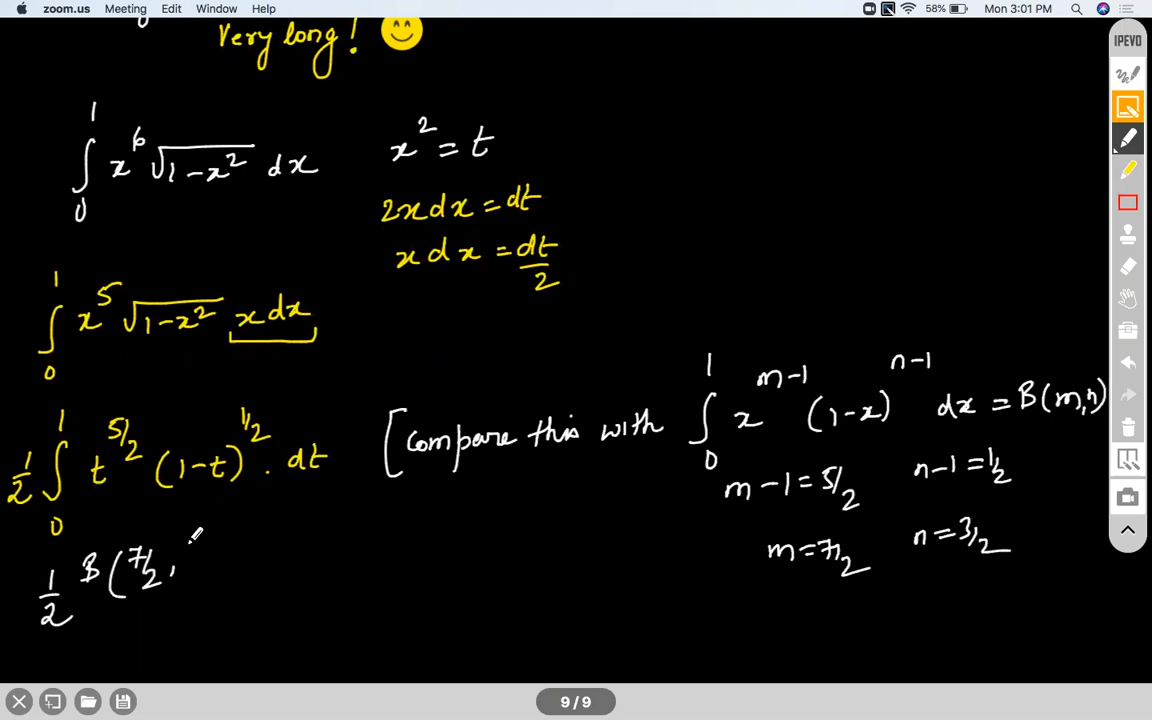 zoom.us Meeting Edit Window Help 58% Mon 3:01 PM
IPEVO
Very long!
∫₀¹ x⁶ √(1-x²) dx
x² = t
2x dx = dt
x dx = dt/2
∫₀¹ x⁵ √(1-x²) x dx
1/2 ∫₀¹ t^(5/2) (1-t)^(1/2) . dt
[Compare this with ∫₀¹ x^(m-1) (1-x)^(n-1) dx = B(m,n)
m-1 = 5/2 n-1 = 1/2
m = 7/2 n = 3/2
1/2 B(7/2,
9 / 9